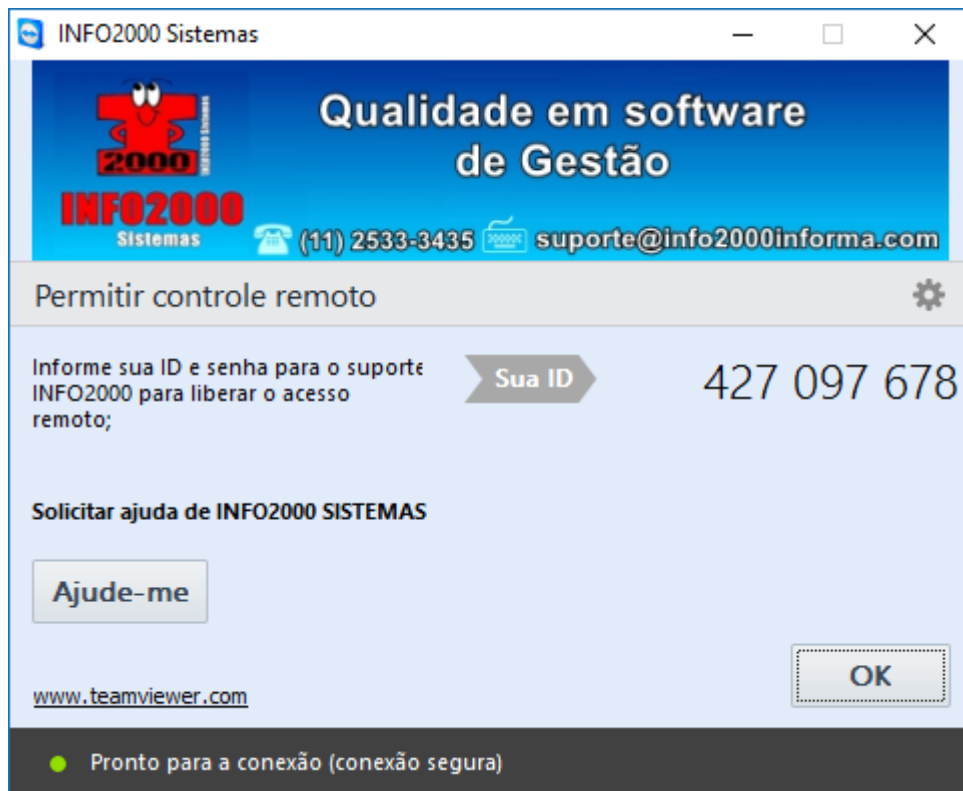 INFO2000 Sistemas
Qualidade em software
de Gestão
2000
INFO2000 Sistemas
INFO2000
Sistemas
(11) 2533-3435
suporte@info2000informa.com
Permitir controle remoto
Informe sua ID e senha para o suporte
INFO2000 para liberar o acesso
remoto;
Sua ID
427 097 678
Solicitar ajuda de INFO2000 SISTEMAS
Ajude-me
OK
www.teamviewer.com
Pronto para a conexão (conexão segura)